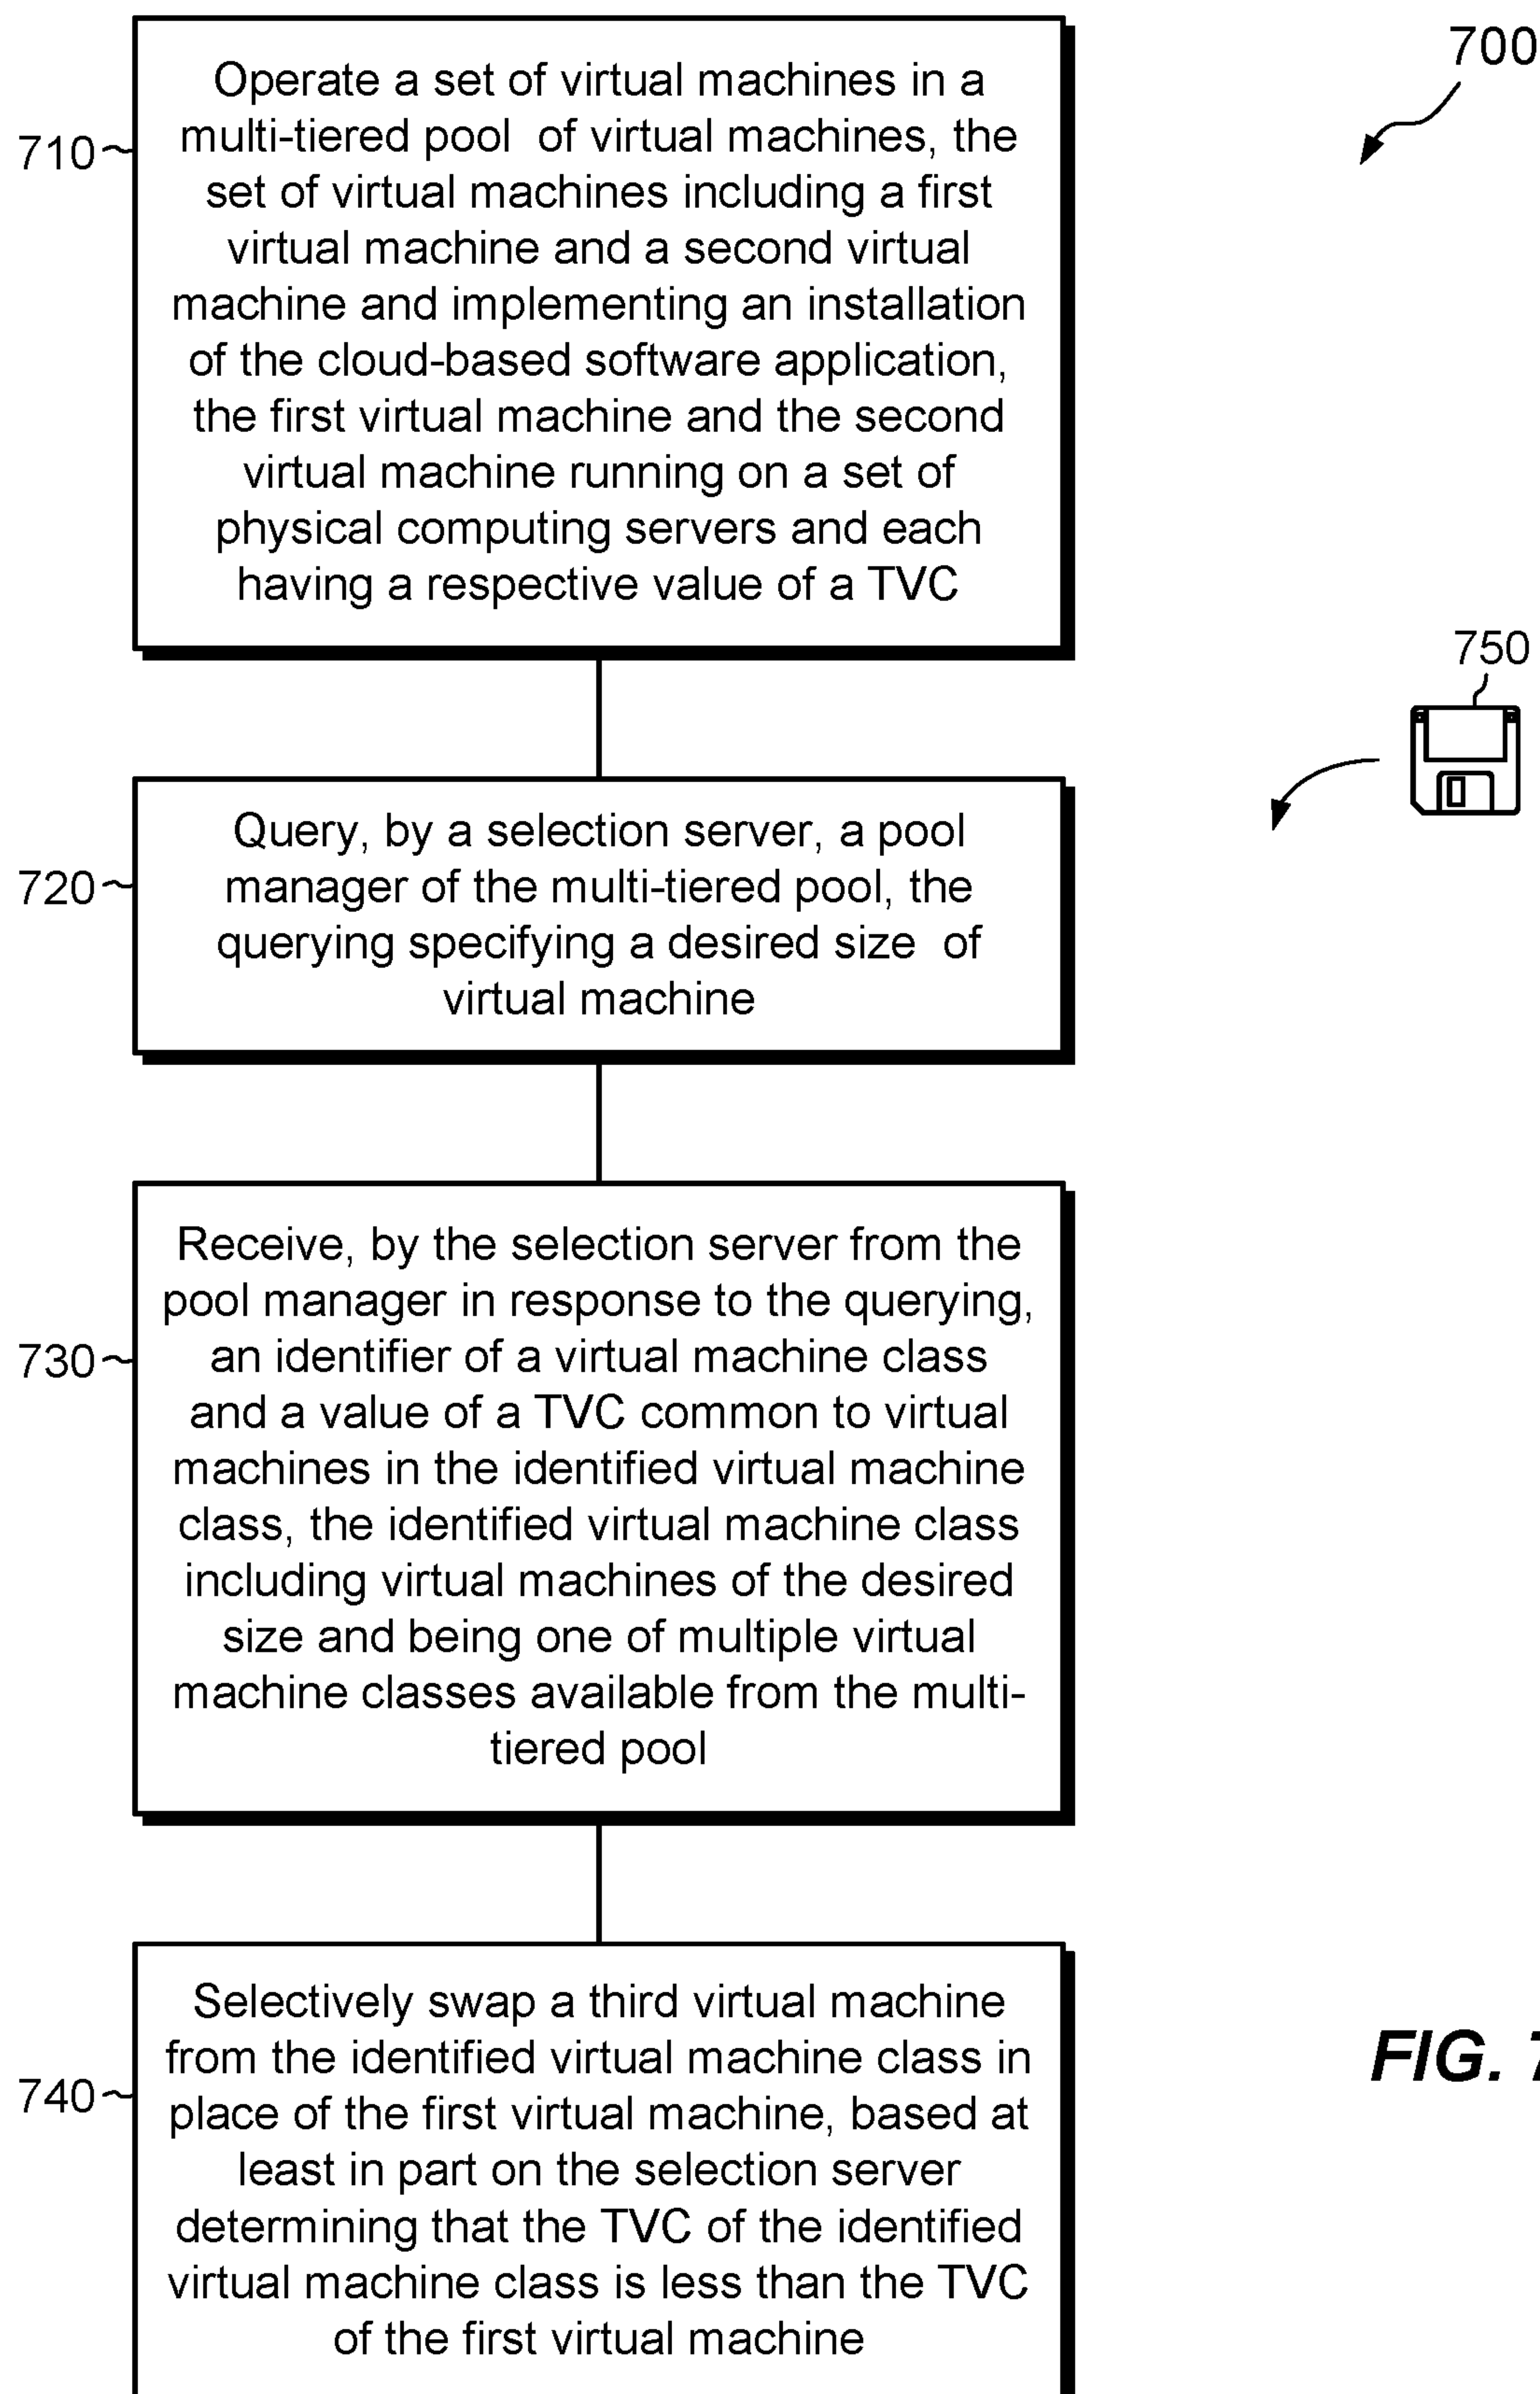 700
Operate a set of virtual machines in a
multi-tiered pool of virtual machines, the
set of virtual machines including a first
virtual machine and a second virtual
machine and implementing an installation
of the cloud-based software application,
the first virtual machine and the second
virtual machine running on a set of
physical computing servers and each
having a respective value of a TVC
710
750
Query, by a selection server, a pool
manager of the multi-tiered pool, the
querying specifying a desired size of
virtual machine
720
Receive, by the selection server from the
pool manager in response to the querying,
an identifier of a virtual machine class
and a value of a TVC common to virtual
machines in the identified virtual machine
class, the identified virtual machine class
including virtual machines of the desired
size and being one of multiple virtual
machine classes available from the multi-
tiered pool
730
Selectively swap a third virtual machine
from the identified virtual machine class in
place of the first virtual machine, based at
least in part on the selection server
determining that the TVC of the identified
virtual machine class is less than the TVC
of the first virtual machine
740
FIG. 7